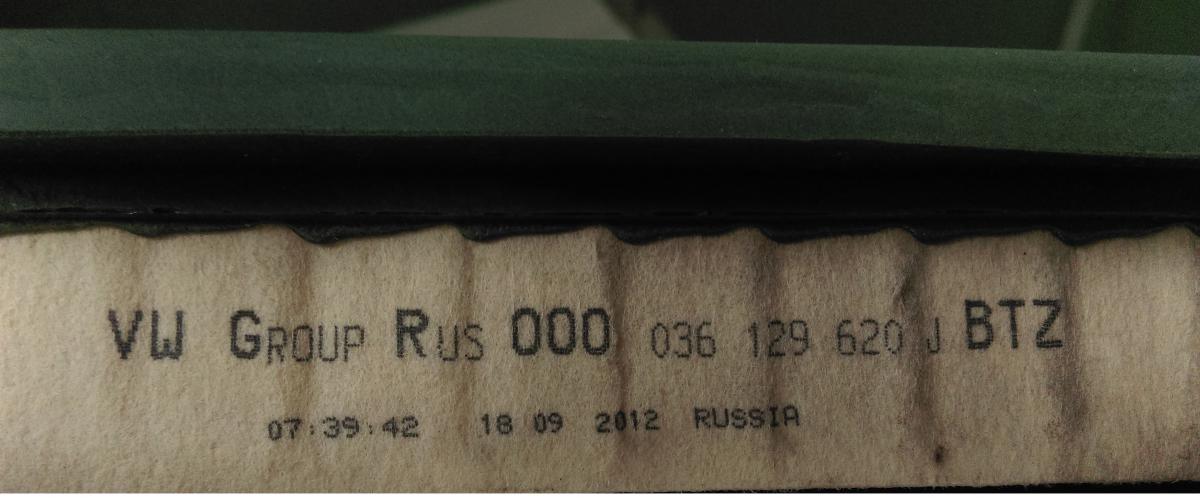 VW GROUP RUS OOO 036 129 620 J BTZ
07:39:42 18 09 2012 RUSSIA